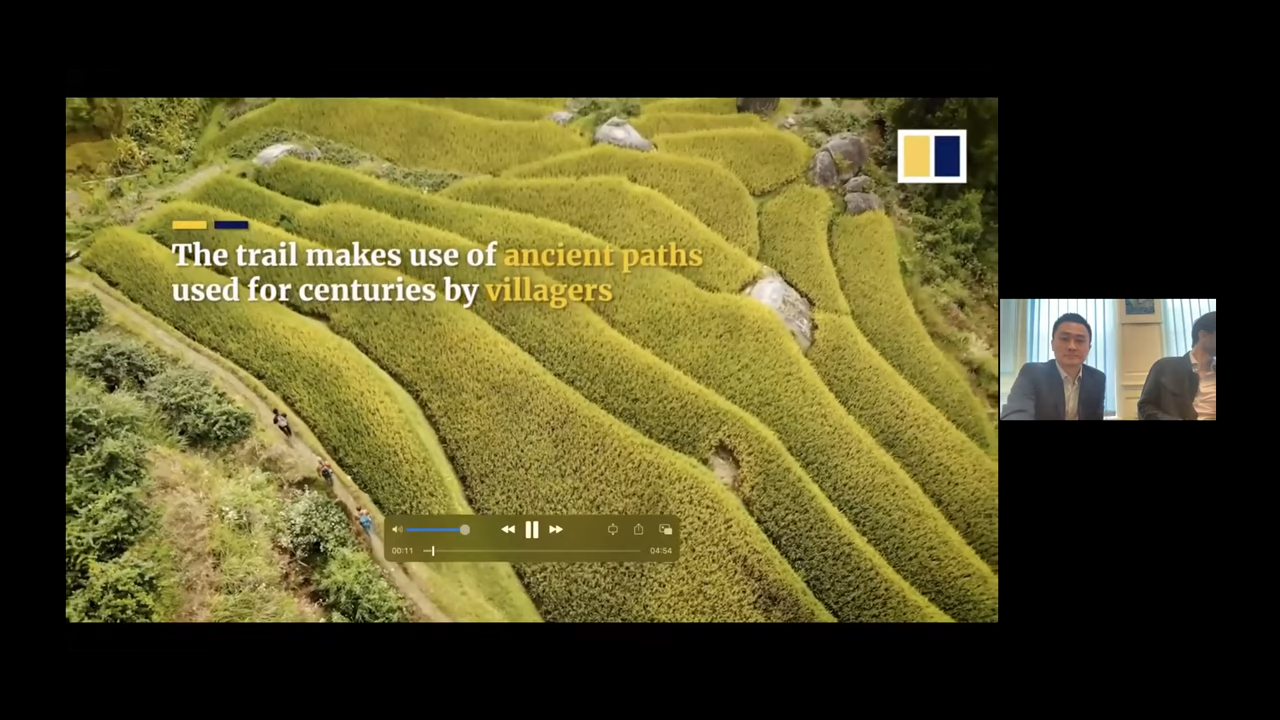 The trail makes use of ancient paths
used for centuries by villagers
00:11
04:54